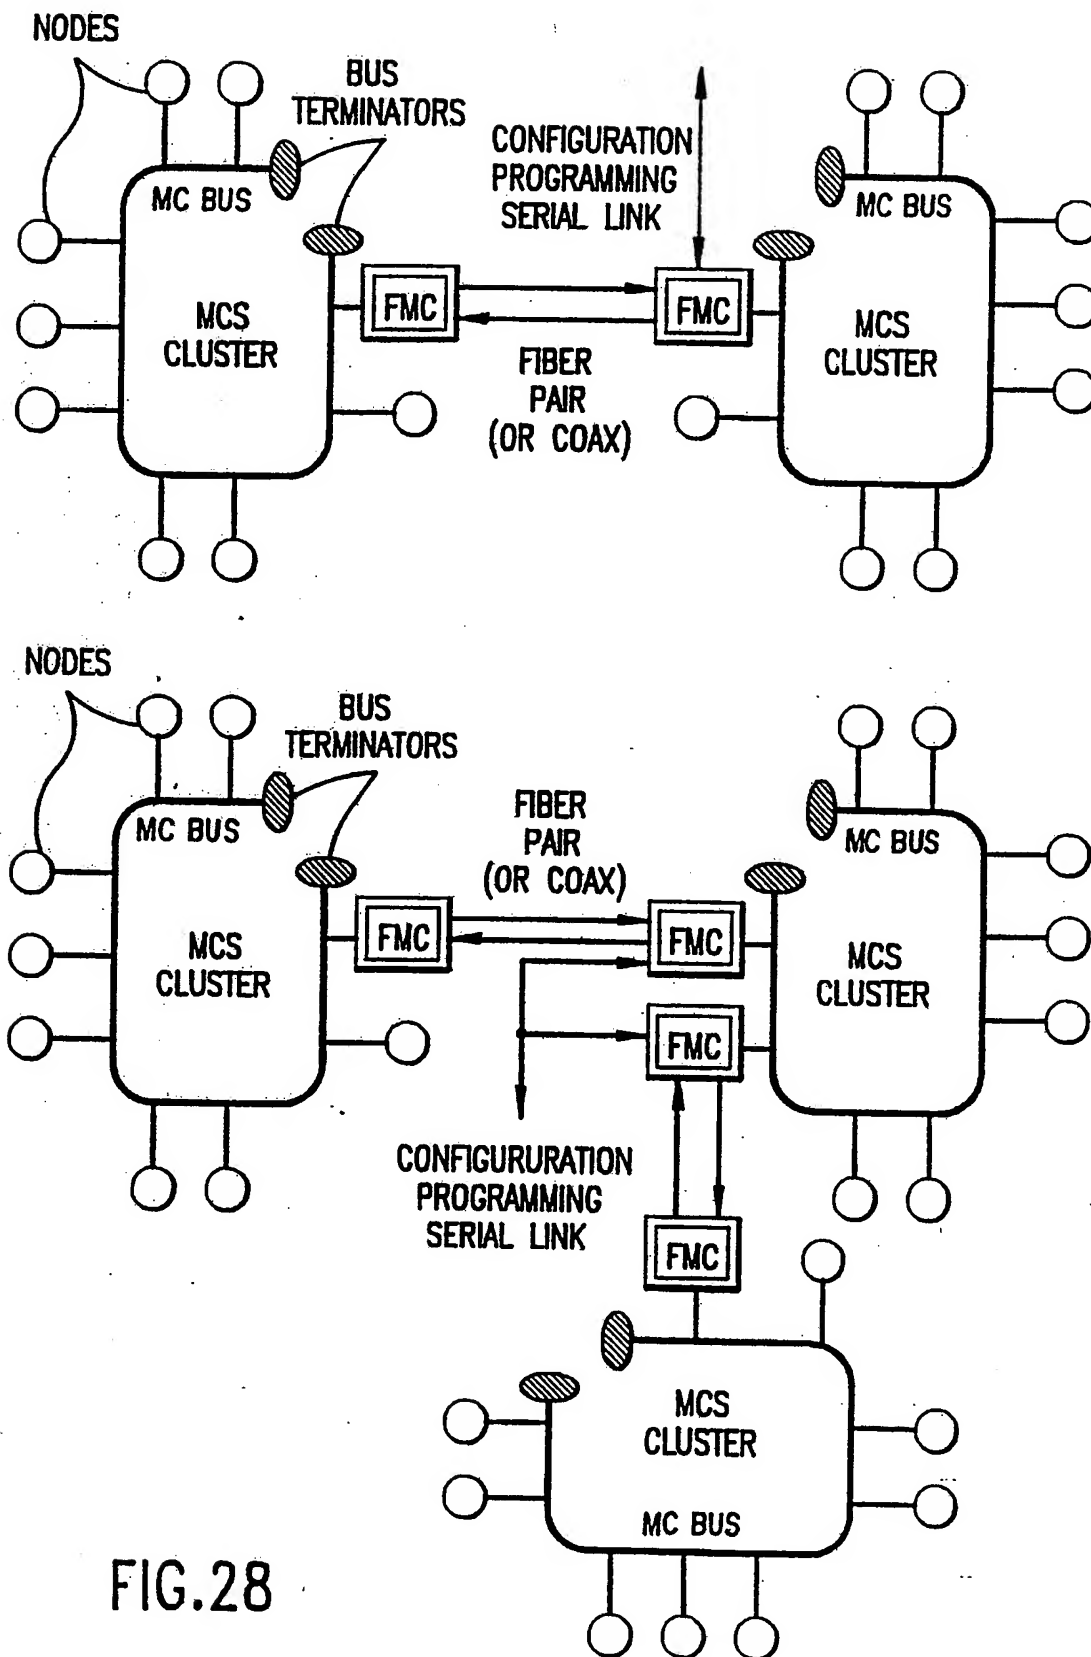 NODES
BUS
TERMINATORS
CONFIGURATION
PROGRAMMING
SERIAL LINK
MC BUS
MC BUS
MCS
CLUSTER
FMC
FMC
MCS
CLUSTER
FIBER
PAIR
(OR COAX)
NODES
BUS
TERMINATORS
FIBER
PAIR
(OR COAX)
MC BUS
MC BUS
MCS
CLUSTER
FMC
FMC
MCS
CLUSTER
FMC
CONFIGURURATION
PROGRAMMING
SERIAL LINK
FMC
MCS
CLUSTER
MC BUS
FIG.28